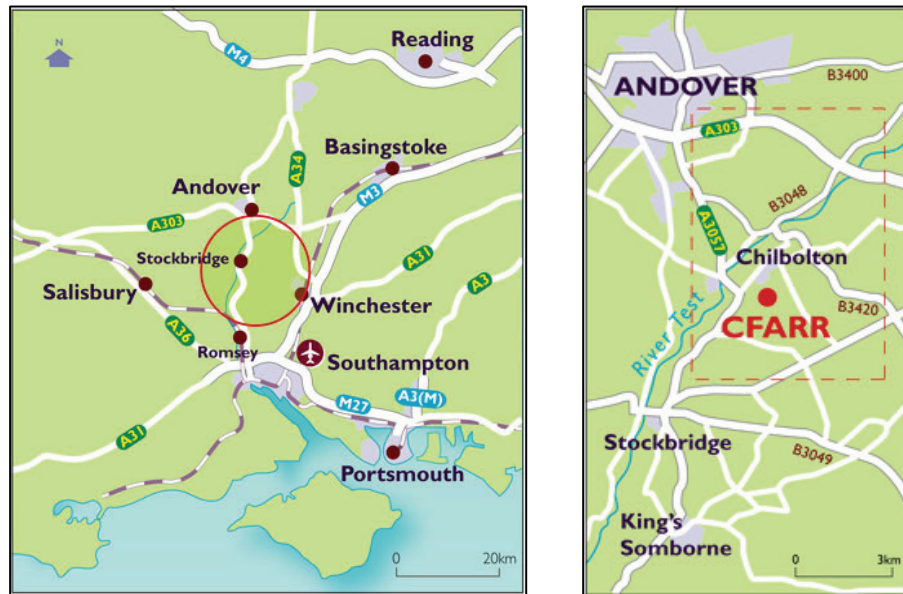 N
M4
Reading
Basingstoke
A34
M3
Andover
A303
Stockbridge
A31
A3
Salisbury
Winchester
A36
Romsey
Southampton
M27
A3(M)
A31
Portsmouth
0 20km
ANDOVER
B3400
A303
B3048
A3057
Chilbolton
CFARR
B3420
River Test
Stockbridge
B3049
King's
Somborne
0 3km